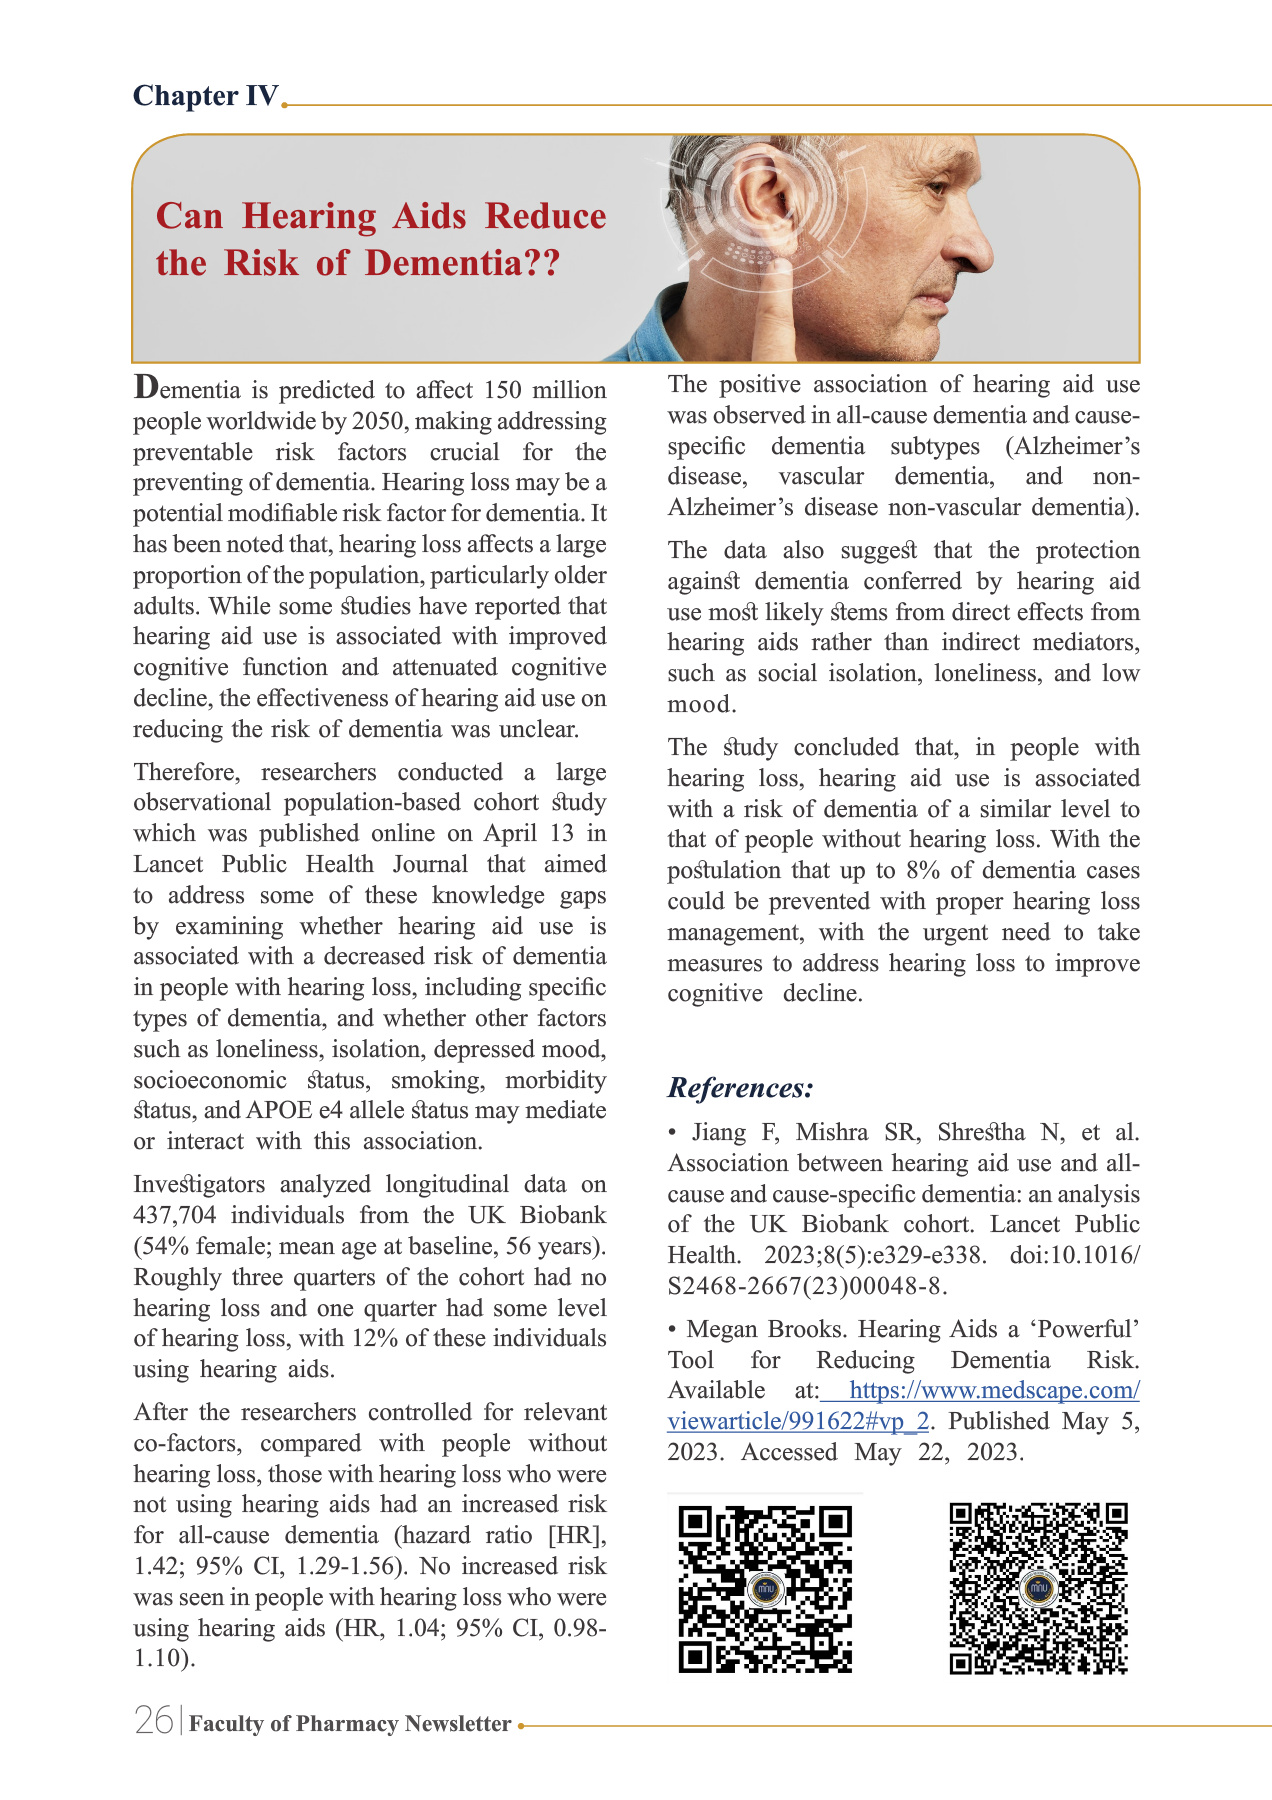 Chapter IV
Can Hearing Aids Reduce
the Risk of Dementia??
Dementia is predicted to affect 150 million
people worldwide by 2050, making addressing
preventable risk factors crucial for the
preventing of dementia. Hearing loss may be a
potential modifiable risk factor for dementia. It
has been noted that, hearing loss affects a large
proportion of the population, particularly older
adults. While some studies have reported that
hearing aid use is associated with improved
cognitive function and attenuated cognitive
decline, the effectiveness of hearing aid use on
reducing the risk of dementia was unclear.
Therefore, researchers conducted a large
observational population-based cohort study
which was published online on April 13 in
Lancet Public Health Journal that aimed
to address some of these knowledge gaps
by examining whether hearing aid use is
associated with a decreased risk of dementia
in people with hearing loss, including specific
types of dementia, and whether other factors
such as loneliness, isolation, depressed mood,
socioeconomic status, smoking, morbidity
status, and APOE e4 allele status may mediate
or interact with this association.
Investigators analyzed longitudinal data on
437,704 individuals from the UK Biobank
(54% female; mean age at baseline, 56 years).
Roughly three quarters of the cohort had no
hearing loss and one quarter had some level
of hearing loss, with 12% of these individuals
using hearing aids.
After the researchers controlled for relevant
co-factors, compared with people without
hearing loss, those with hearing loss who were
not using hearing aids had an increased risk
for all-cause dementia (hazard ratio [HR],
1.42; 95% CI, 1.29-1.56). No increased risk
was seen in people with hearing loss who were
using hearing aids (HR, 1.04; 95% CI, 0.98-
1.10).
The positive association of hearing aid use
was observed in all-cause dementia and cause-
specific dementia subtypes (Alzheimer’s
disease, vascular dementia, and non-
Alzheimer’s disease non-vascular dementia).
The data also suggest that the protection
against dementia conferred by hearing aid
use most likely stems from direct effects from
hearing aids rather than indirect mediators,
such as social isolation, loneliness, and low
mood.
The study concluded that, in people with
hearing loss, hearing aid use is associated
with a risk of dementia of a similar level to
that of people without hearing loss. With the
postulation that up to 8% of dementia cases
could be prevented with proper hearing loss
management, with the urgent need to take
measures to address hearing loss to improve
cognitive decline.
References:
• Jiang F, Mishra SR, Shrestha N, et al.
Association between hearing aid use and all-
cause and cause-specific dementia: an analysis
of the UK Biobank cohort. Lancet Public
Health. 2023;8(5):e329-e338. doi:10.1016/
S2468-2667(23)00048-8.
• Megan Brooks. Hearing Aids a ‘Powerful’
Tool for Reducing Dementia Risk.
Available at: https://www.medscape.com/
viewarticle/991622#vp_2. Published May 5,
2023. Accessed May 22, 2023.
MNU
MNU
26 | Faculty of Pharmacy Newsletter